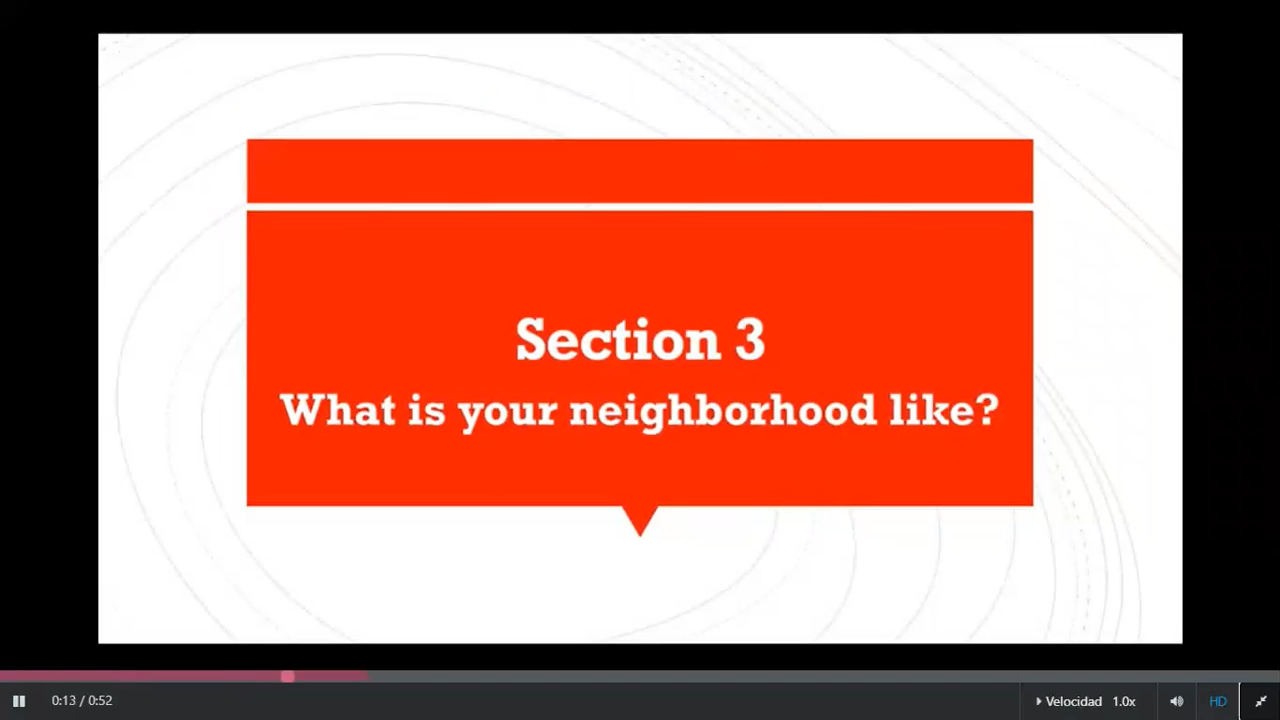 Section 3
What is your neighborhood like?
0:13 / 0:52
Velocidad 1.0x
HD